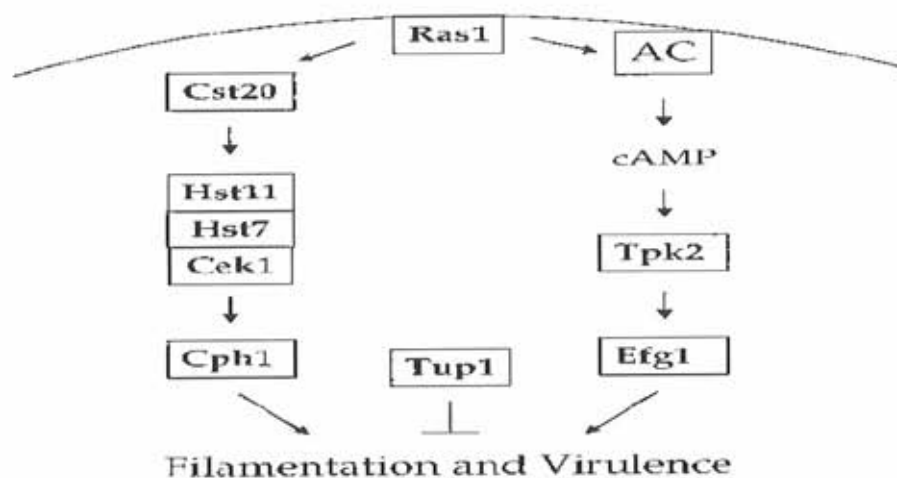 Ras1
AC
Cst20
cAMP
Hst11
Hst7
Cek1
Tpk2
Cph1
Tup1
Efg1
Filamentation and Virulence